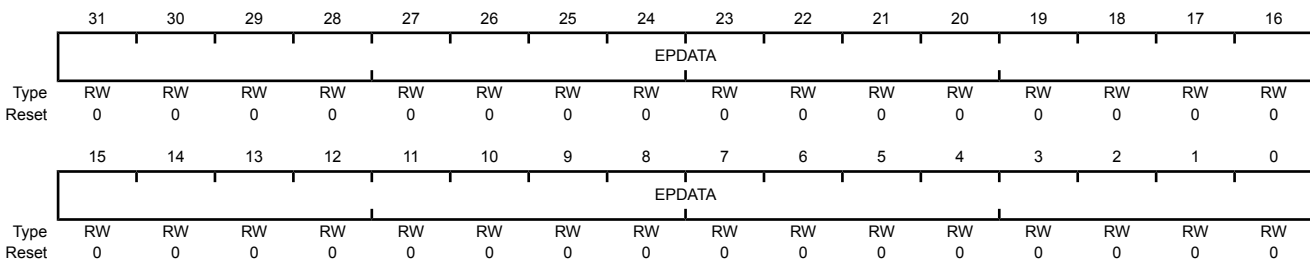 31 30 29 28 27 26 25 24 23 22 21 20 19 18 17 16
EPDATA
Type RW RW RW RW RW RW RW RW RW RW RW RW RW RW RW RW
Reset 0 0 0 0 0 0 0 0 0 0 0 0 0 0 0 0
15 14 13 12 11 10 9 8 7 6 5 4 3 2 1 0
EPDATA
Type RW RW RW RW RW RW RW RW RW RW RW RW RW RW RW RW
Reset 0 0 0 0 0 0 0 0 0 0 0 0 0 0 0 0